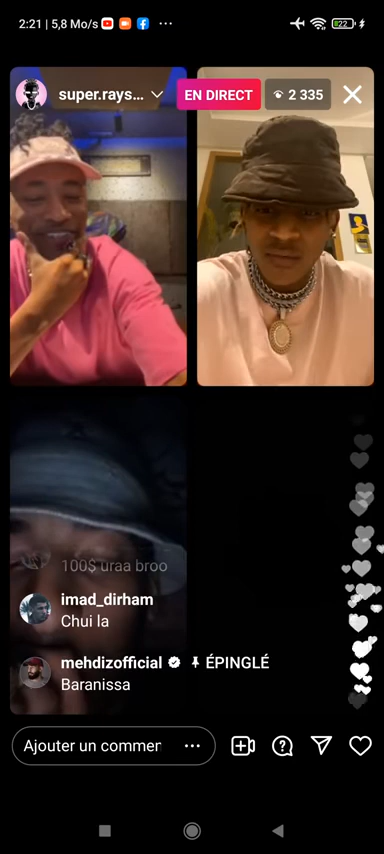 2:21 | 5,8 Mo/s
22
super.rays...
EN DIRECT
2 335
100$ uraa broo
imad_dirham
Chui la
mehdizofficial ÉPINGLÉ
Baranissa
Ajouter un commer